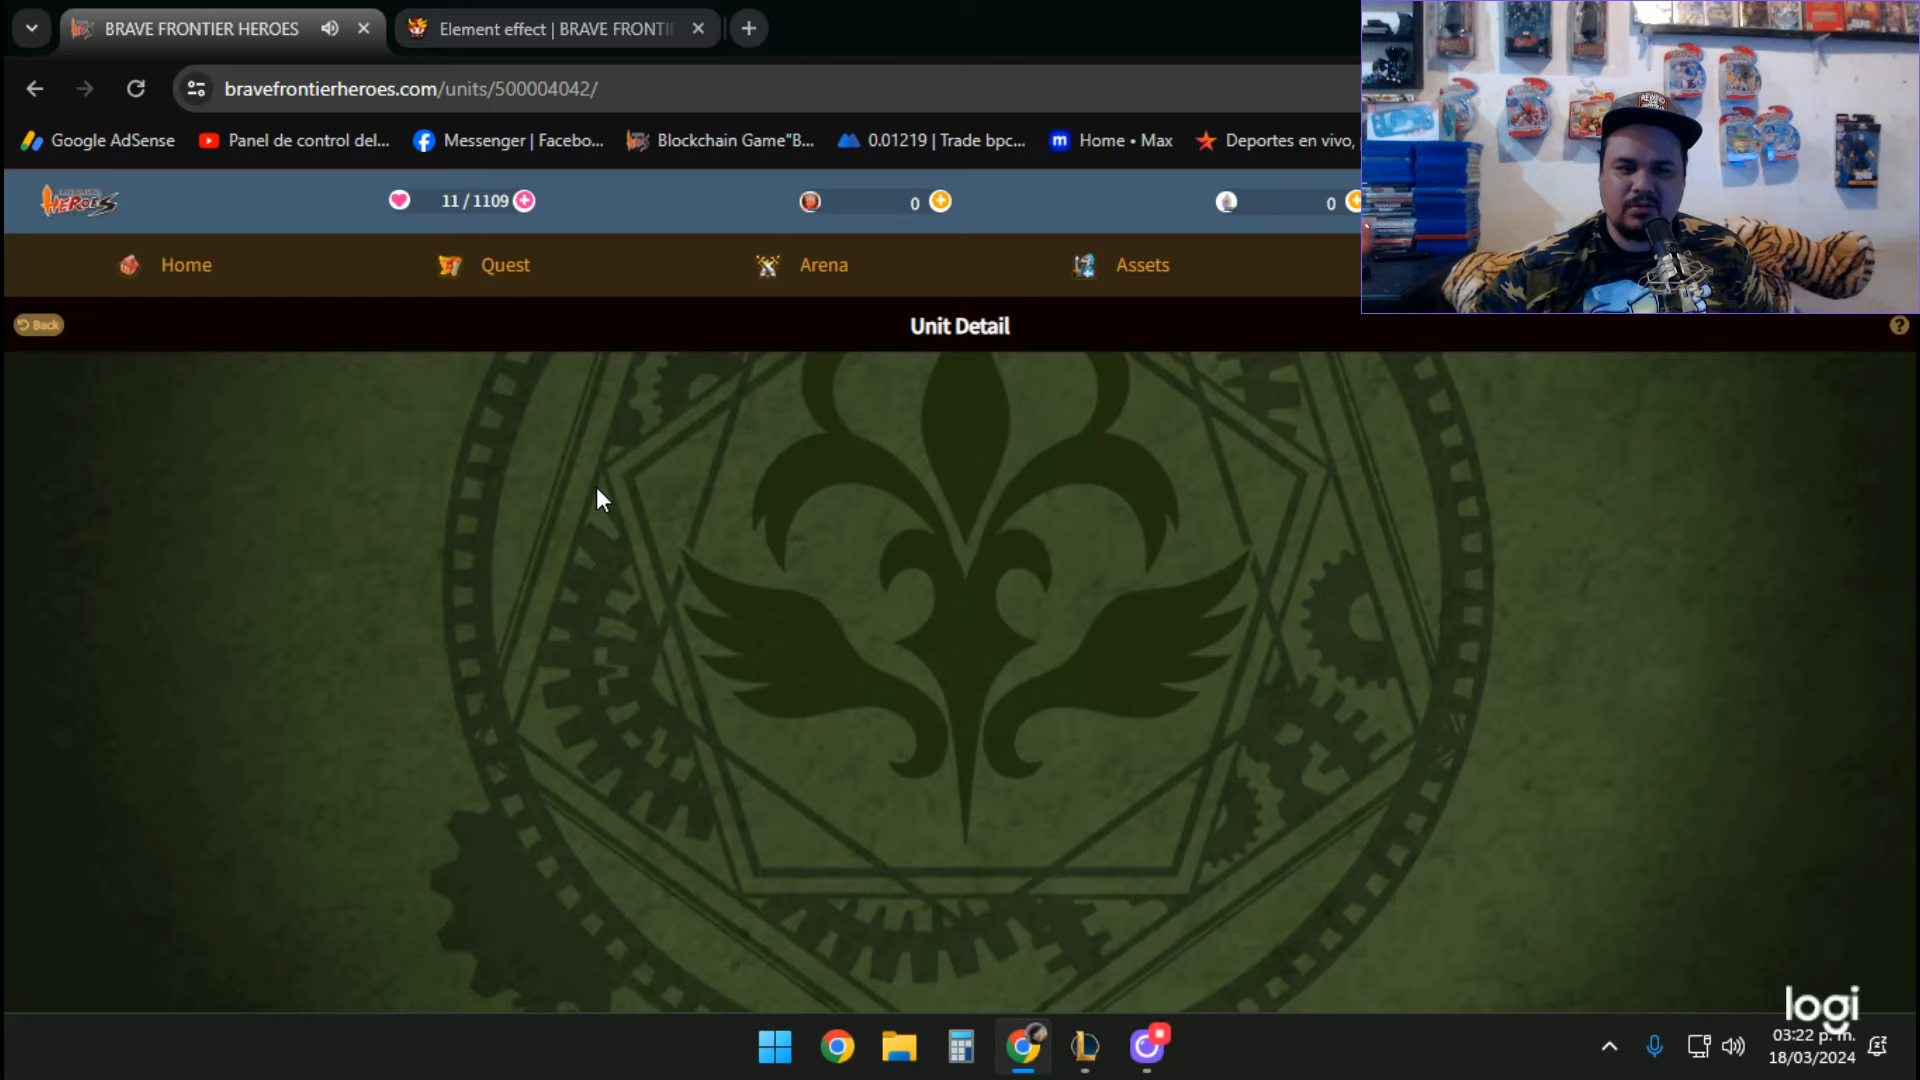 BRAVE FRONTIER HEROES
Element effect | BRAVE FRONTI
bravefrontierheroes.com/units/500004042/
Google AdSense
Panel de control del...
Messenger | Facebo...
Blockchain Game"B...
0.01219 | Trade bpc...
Home • Max
Deportes en vivo,
HEROES
11 / 1109
0
0
Home
Quest
Arena
Assets
Back
Unit Detail
?
REWIND
logi
03:22 p. m.
18/03/2024